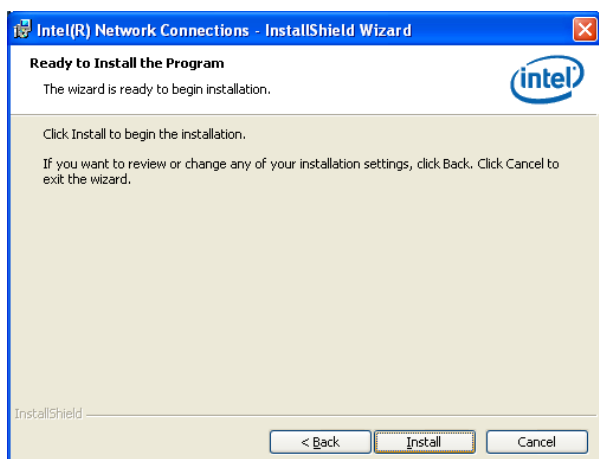 Intel(R) Network Connections - InstallShield Wizard
Ready to Install the Program
The wizard is ready to begin installation.
intel
Click Install to begin the installation.
If you want to review or change any of your installation settings, click Back. Click Cancel to
exit the wizard.
InstallShield
< Back
Install
Cancel